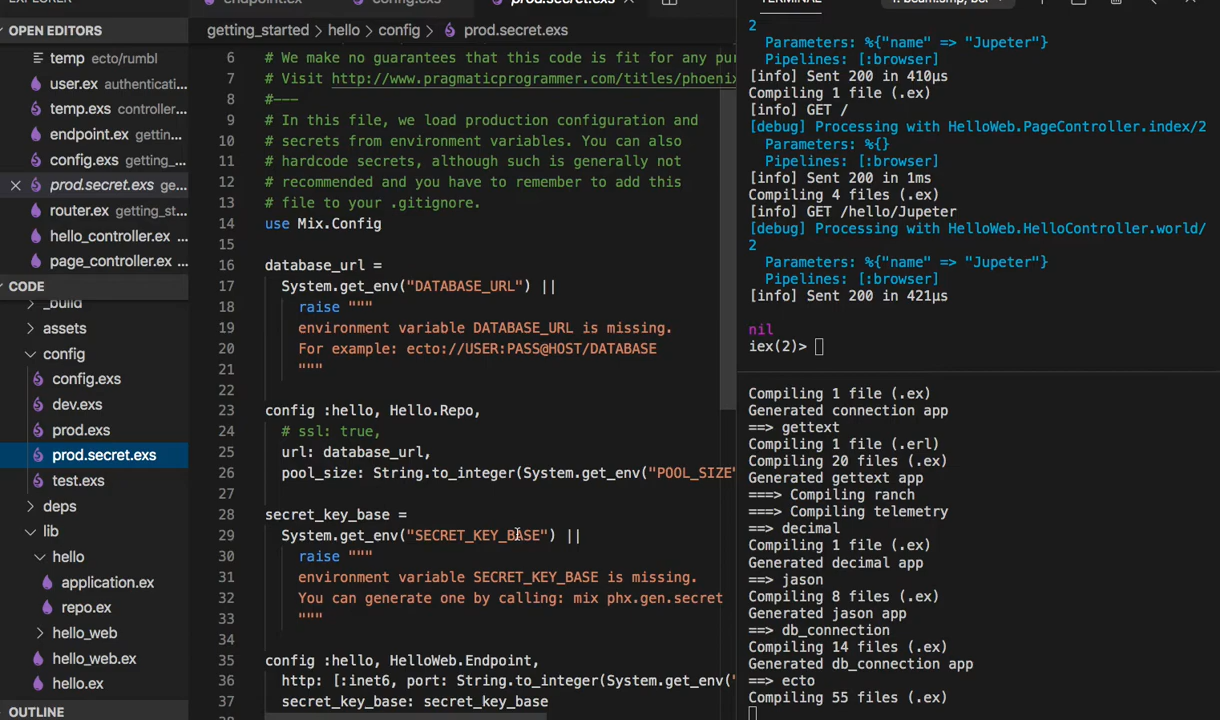 OPEN EDITORS
temp ecto/rumbl
user.ex authenticati...
temp.exs controller...
endpoint.ex gettin...
config.exs getting_...
prod.secret.exs ge...
router.ex getting_st...
hello_controller.ex ...
page_controller.ex ...
CODE
_build
assets
config
config.exs
dev.exs
prod.exs
prod.secret.exs
test.exs
deps
lib
hello
application.ex
repo.ex
hello_web
hello_web.ex
hello.ex
OUTLINE
endpoint.ex config.exs prod.secret.exs
getting_started > hello > config > prod.secret.exs
6 # We make no guarantees that this code is fit for any pur
7 # Visit http://www.pragmaticprogrammer.com/titles/phoenix
8 #---
9 # In this file, we load production configuration and
10 # secrets from environment variables. You can also
11 # hardcode secrets, although such is generally not
12 # recommended and you have to remember to add this
13 # file to your .gitignore.
14 use Mix.Config
15
16 database_url =
17 System.get_env("DATABASE_URL") ||
18 raise """
19 environment variable DATABASE_URL is missing.
20 For example: ecto://USER:PASS@HOST/DATABASE
21 """
22
23 config :hello, Hello.Repo,
24 # ssl: true,
25 url: database_url,
26 pool_size: String.to_integer(System.get_env("POOL_SIZE"
27
28 secret_key_base =
29 System.get_env("SECRET_KEY_BASE") ||
30 raise """
31 environment variable SECRET_KEY_BASE is missing.
32 You can generate one by calling: mix phx.gen.secret
33 """
34
35 config :hello, HelloWeb.Endpoint,
36 http: [:inet6, port: String.to_integer(System.get_env("
37 secret_key_base: secret_key_base
TERMINAL
2
Parameters: %{"name" => "Jupeter"}
Pipelines: [:browser]
[info] Sent 200 in 410µs
Compiling 1 file (.ex)
[info] GET /
[debug] Processing with HelloWeb.PageController.index/2
Parameters: %{}
Pipelines: [:browser]
[info] Sent 200 in 1ms
Compiling 4 files (.ex)
[info] GET /hello/Jupeter
[debug] Processing with HelloWeb.HelloController.world/
2
Parameters: %{"name" => "Jupeter"}
Pipelines: [:browser]
[info] Sent 200 in 421µs
nil
iex(2)>
Compiling 1 file (.ex)
Generated connection app
==> gettext
Compiling 1 file (.erl)
Compiling 20 files (.ex)
Generated gettext app
===> Compiling ranch
===> Compiling telemetry
==> decimal
Compiling 1 file (.ex)
Generated decimal app
==> jason
Compiling 8 files (.ex)
Generated jason app
==> db_connection
Compiling 14 files (.ex)
Generated db_connection app
==> ecto
Compiling 55 files (.ex)